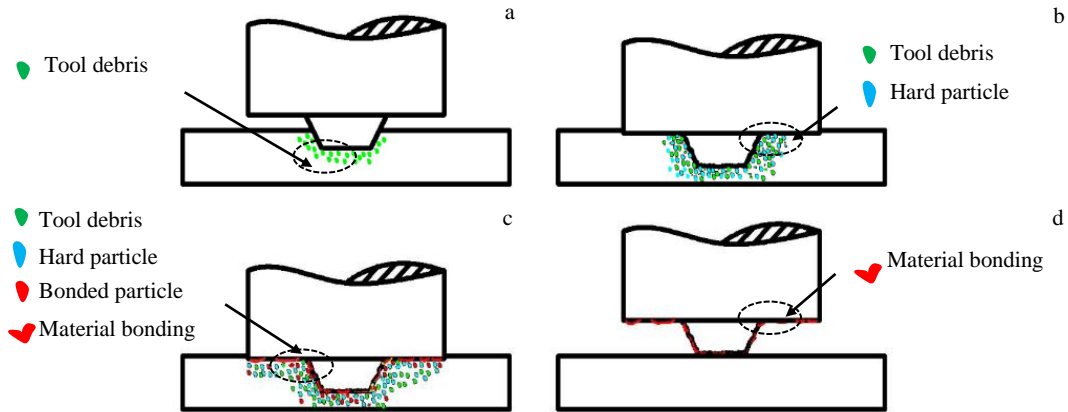 a
Tool debris
b
Tool debris
Hard particle
c
Tool debris
Hard particle
Bonded particle
Material bonding
d
Material bonding